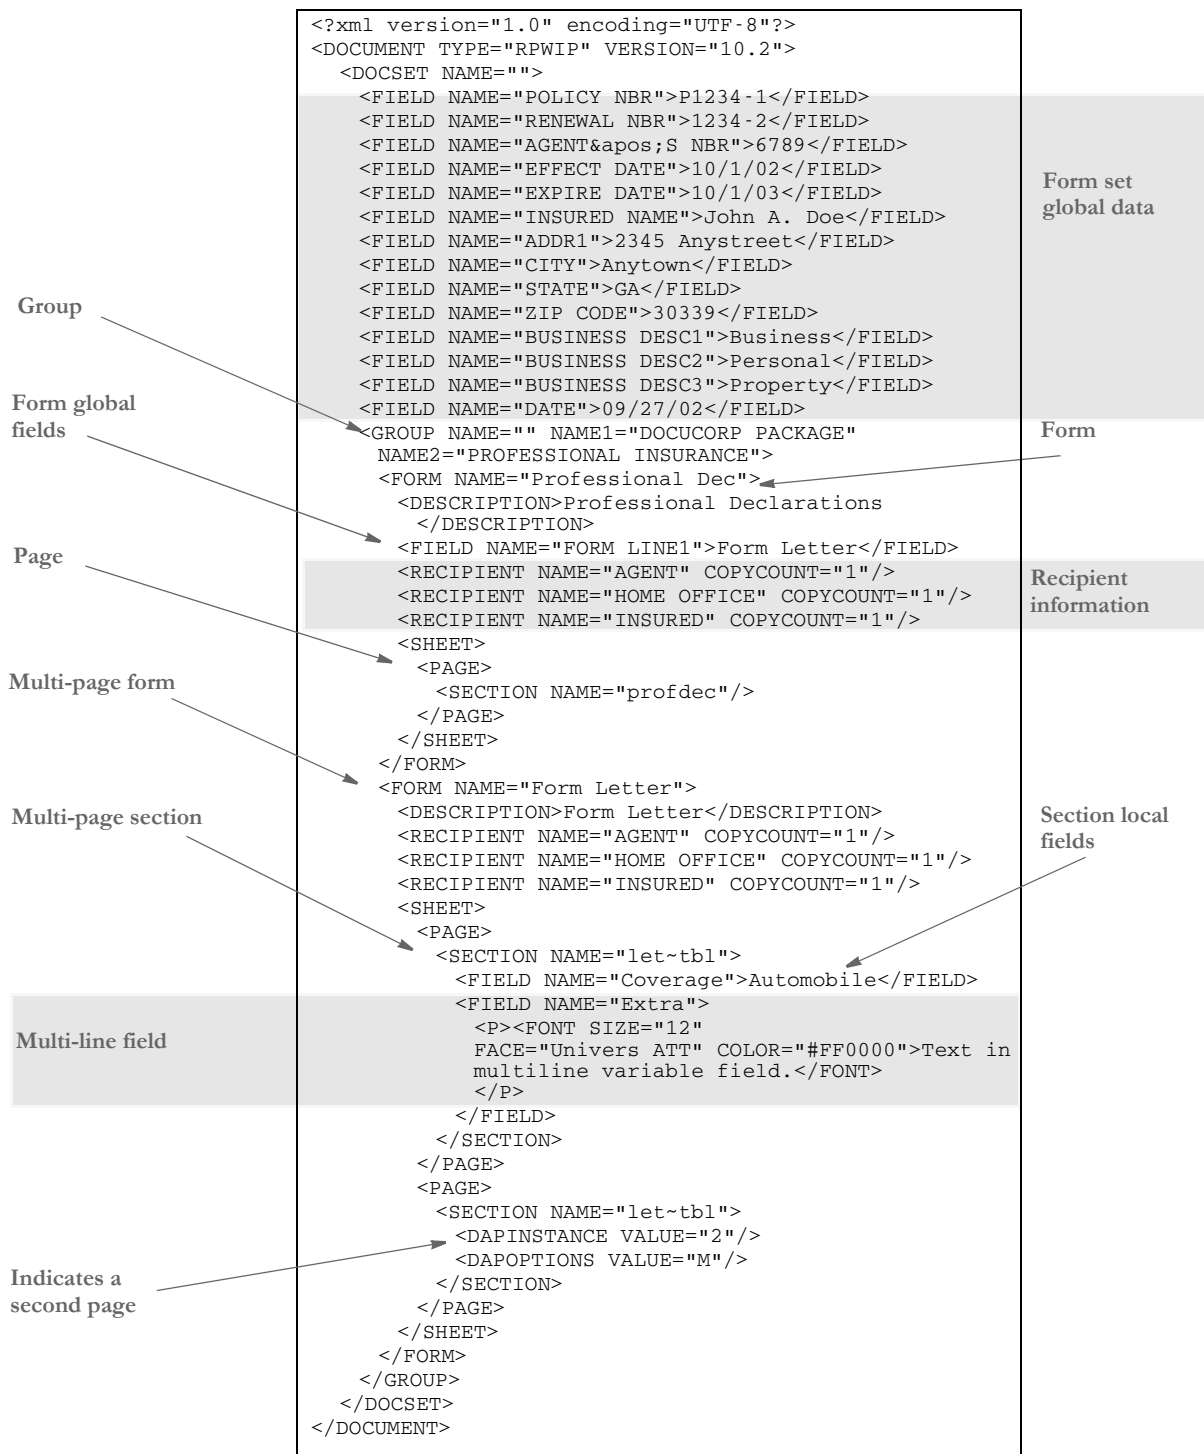 <?xml version="1.0" encoding="UTF-8"?>
<DOCUMENT TYPE="RPWIP" VERSION="10.2">
<DOCSET NAME="">
<FIELD NAME="POLICY NBR">P1234-1</FIELD>
<FIELD NAME="RENEWAL NBR">1234-2</FIELD>
<FIELD NAME="AGENT&apos;S NBR">6789</FIELD>
<FIELD NAME="EFFECT DATE">10/1/02</FIELD>
<FIELD NAME="EXPIRE DATE">10/1/03</FIELD>
<FIELD NAME="INSURED NAME">John A. Doe</FIELD>
<FIELD NAME="ADDR1">2345 Anystreet</FIELD>
<FIELD NAME="CITY">Anytown</FIELD>
<FIELD NAME="STATE">GA</FIELD>
<FIELD NAME="ZIP CODE">30339</FIELD>
<FIELD NAME="BUSINESS DESC1">Business</FIELD>
<FIELD NAME="BUSINESS DESC2">Personal</FIELD>
<FIELD NAME="BUSINESS DESC3">Property</FIELD>
<FIELD NAME="DATE">09/27/02</FIELD>
<GROUP NAME="" NAME1="DOCUCORP PACKAGE"
NAME2="PROFESSIONAL INSURANCE">
<FORM NAME="Professional Dec">
<DESCRIPTION>Professional Declarations
</DESCRIPTION>
<FIELD NAME="FORM LINE1">Form Letter</FIELD>
<RECIPIENT NAME="AGENT" COPYCOUNT="1"/>
<RECIPIENT NAME="HOME OFFICE" COPYCOUNT="1"/>
<RECIPIENT NAME="INSURED" COPYCOUNT="1"/>
<SHEET>
<PAGE>
<SECTION NAME="profdec"/>
</PAGE>
</SHEET>
</FORM>
<FORM NAME="Form Letter">
<DESCRIPTION>Form Letter</DESCRIPTION>
<RECIPIENT NAME="AGENT" COPYCOUNT="1"/>
<RECIPIENT NAME="HOME OFFICE" COPYCOUNT="1"/>
<RECIPIENT NAME="INSURED" COPYCOUNT="1"/>
<SHEET>
<PAGE>
<SECTION NAME="let~tbl">
<FIELD NAME="Coverage">Automobile</FIELD>
<FIELD NAME="Extra">
<P><FONT SIZE="12"
FACE="Univers ATT" COLOR="#FF0000">Text in
multiline variable field.</FONT>
</P>
</FIELD>
</SECTION>
</PAGE>
<PAGE>
<SECTION NAME="let~tbl">
<DAPINSTANCE VALUE="2"/>
<DAPOPTIONS VALUE="M"/>
</SECTION>
</PAGE>
</SHEET>
</FORM>
</GROUP>
</DOCSET>
</DOCUMENT>
Group
Form global
fields
Page
Multi-page form
Multi-page section
Multi-line field
Indicates a
second page
Form set
global data
Form
Recipient
information
Section local
fields